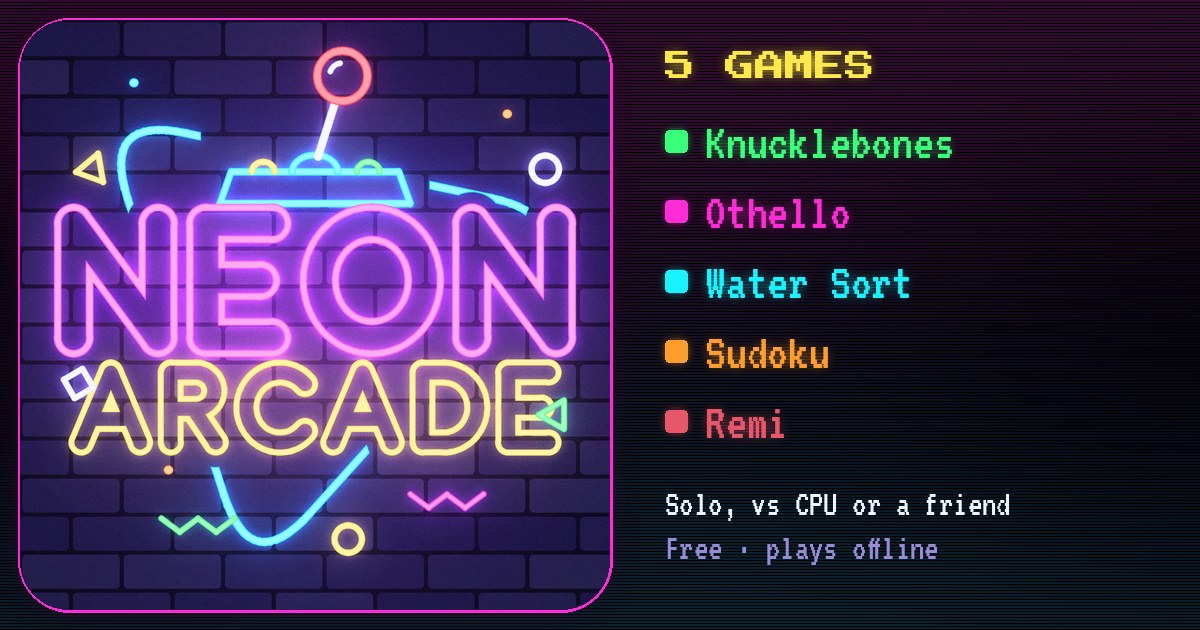 NEON
ARCADE
5 GAMES
Knucklebones
Othello
Water Sort
Sudoku
Remi
Solo, vs CPU or a friend
Free · plays offline